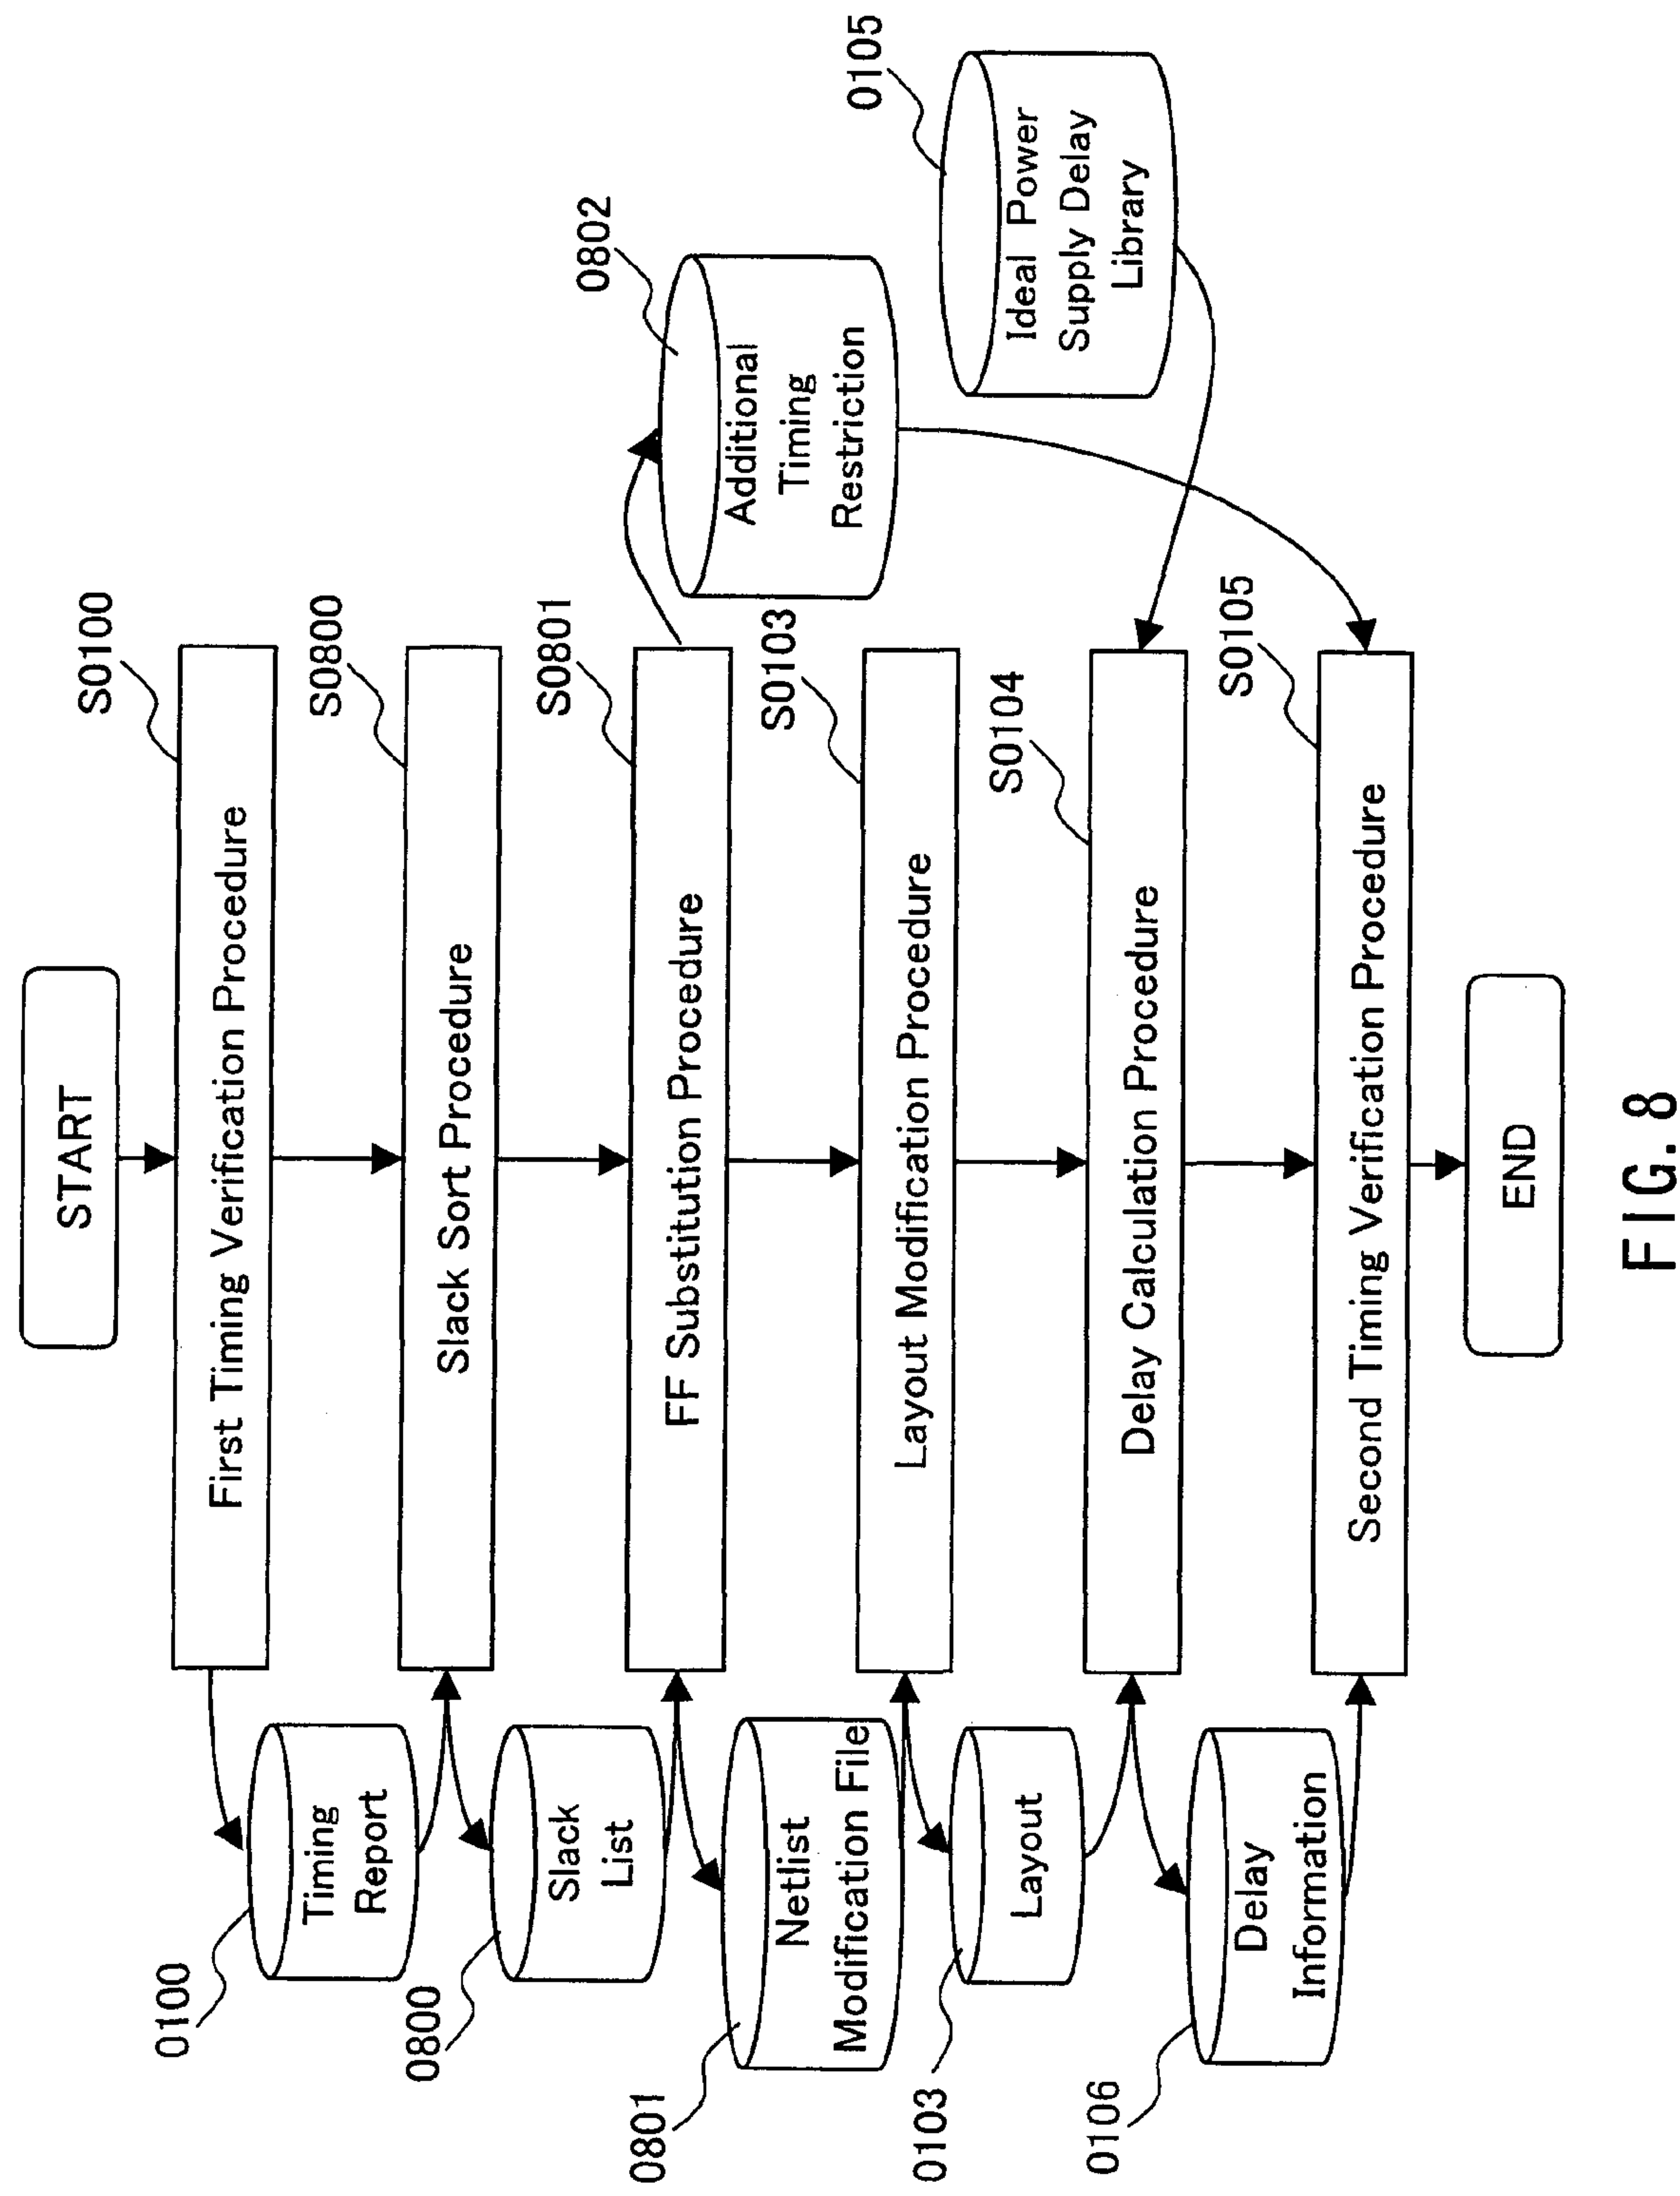 START
S0100
First Timing Verification Procedure
0100
Timing
Report
S0800
Slack Sort Procedure
0800
Slack
List
S0801
FF Substitution Procedure
0802
Additional
Timing
Restriction
0801
Netlist
Modification File
S0103
Layout Modification Procedure
0103
Layout
0105
Ideal Power
Supply Delay
Library
S0104
Delay Calculation Procedure
0106
Delay
Information
S0105
Second Timing Verification Procedure
END
FIG. 8